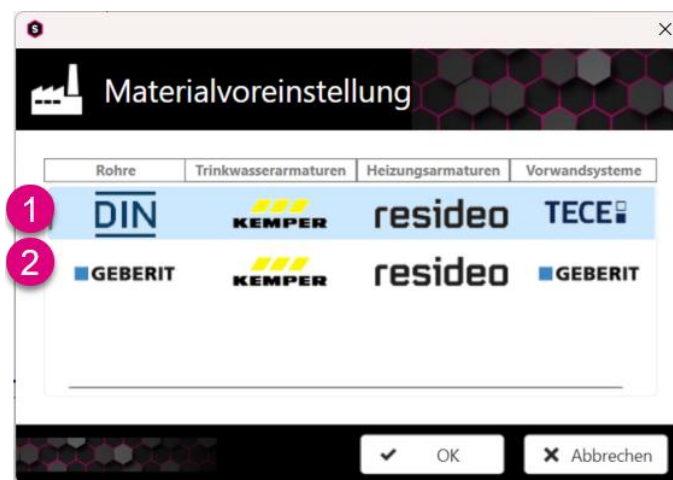 S
Materialvoreinstellung
Rohre Trinkwasserarmaturen Heizungsarmaturen Vorwandsysteme
1 DIN KEMPER resideo TECE
2 GEBERIT KEMPER resideo GEBERIT
OK Abbrechen